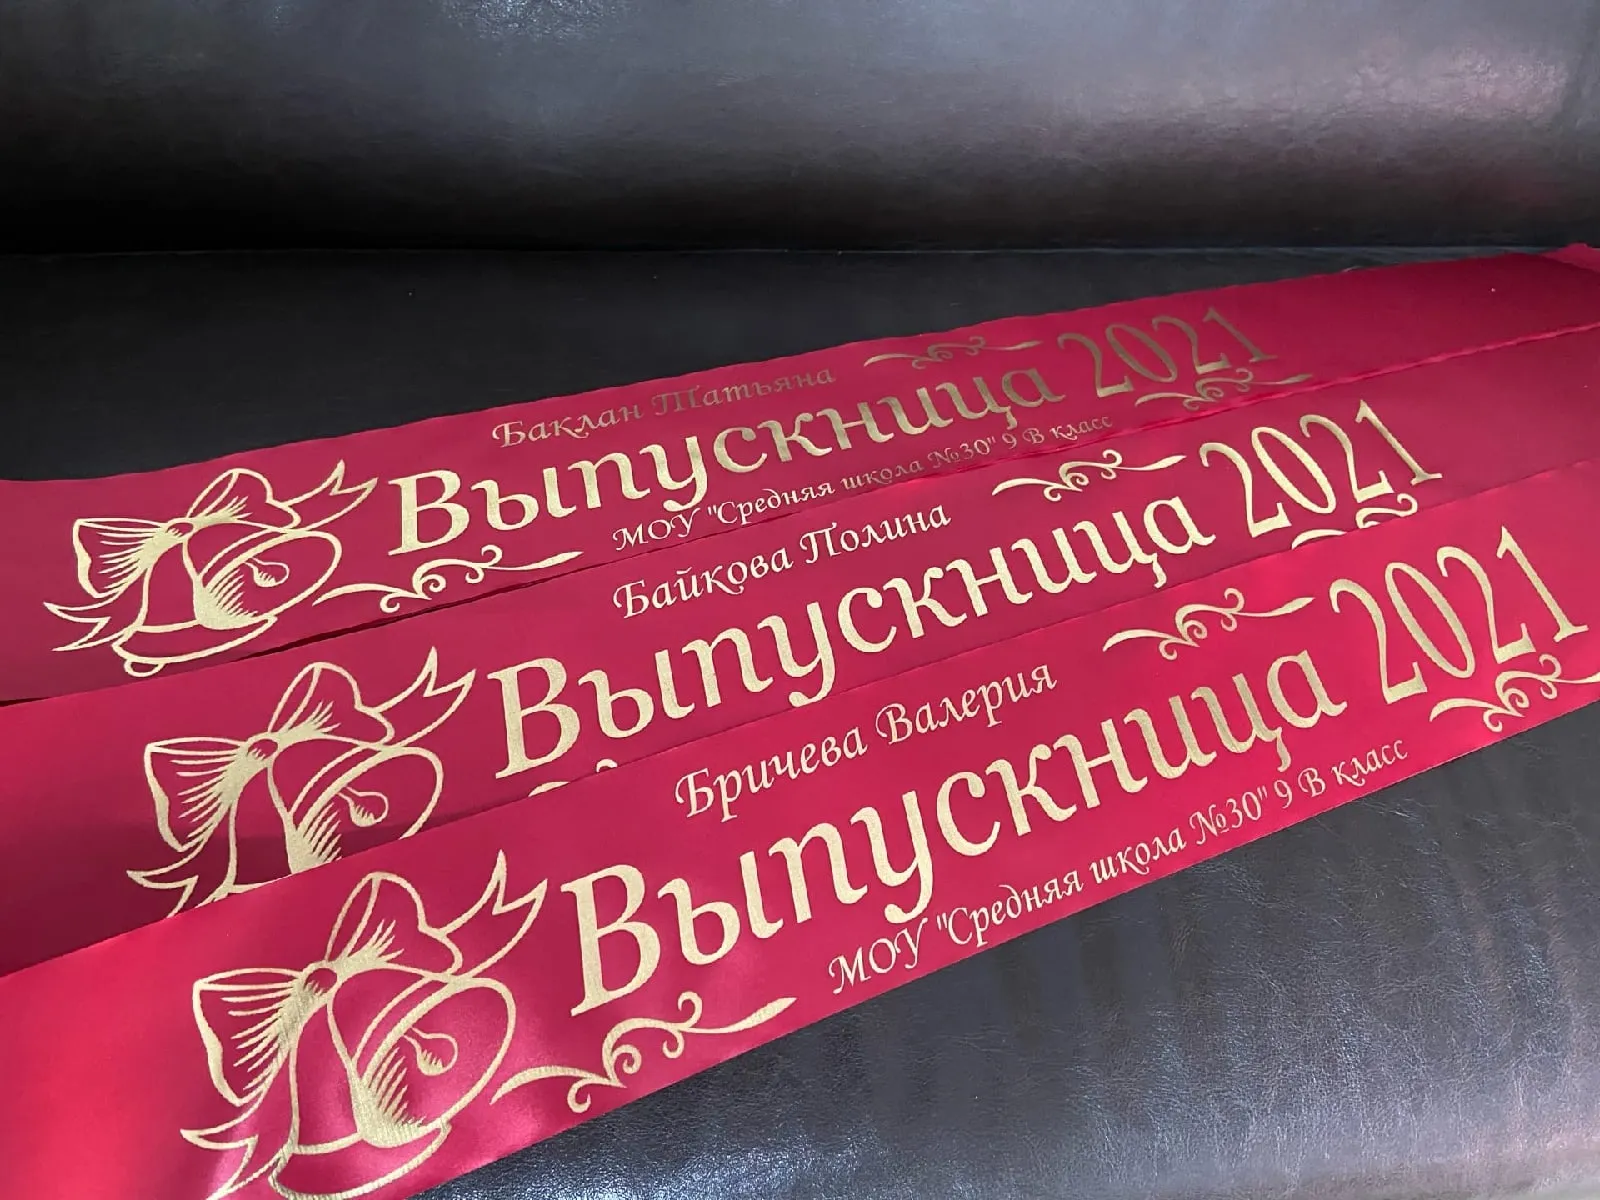 Баклан Татьяна
Выпускница 2021
МОУ "Средняя школа №30" 9 В класс
Байкова Полина
Выпускница 2021
Бричева Валерия
Выпускница 2021
МОУ "Средняя школа №30" 9 В класс